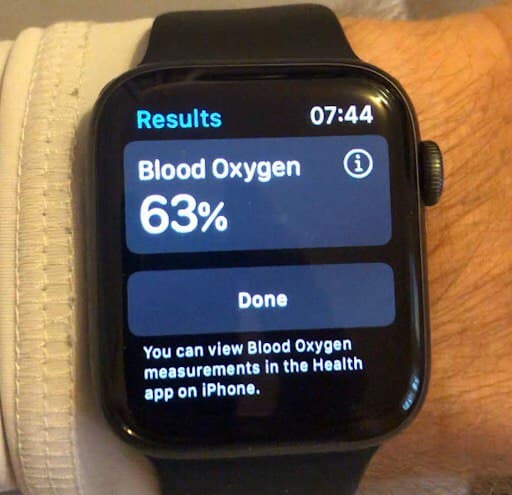 Results 07:44
Blood Oxygen
63%
Done
You can view Blood Oxygen
measurements in the Health
app on iPhone.